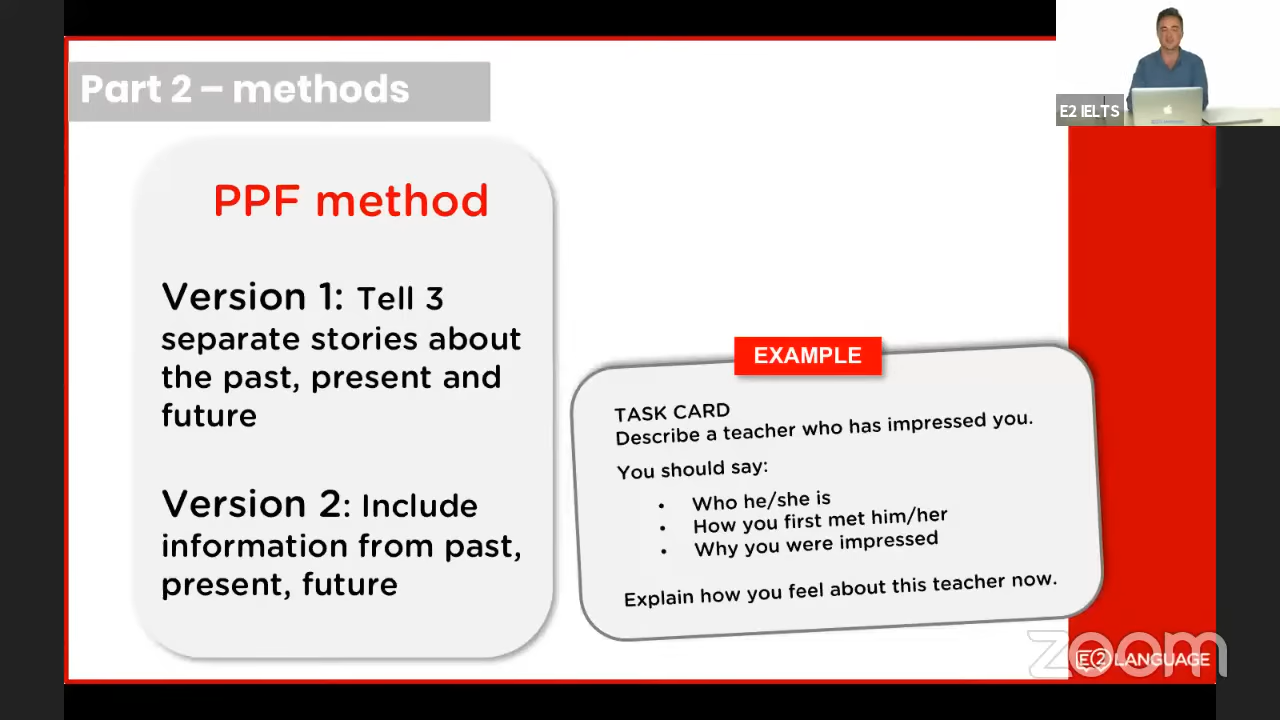 Part 2 – methods
E2 IELTS
PPF method
Version 1: Tell 3
separate stories about
the past, present and
future
Version 2: Include
information from past,
present, future
EXAMPLE
TASK CARD
Describe a teacher who has impressed you.
You should say:
• Who he/she is
• How you first met him/her
• Why you were impressed
Explain how you feel about this teacher now.
zoom
E2 LANGUAGE